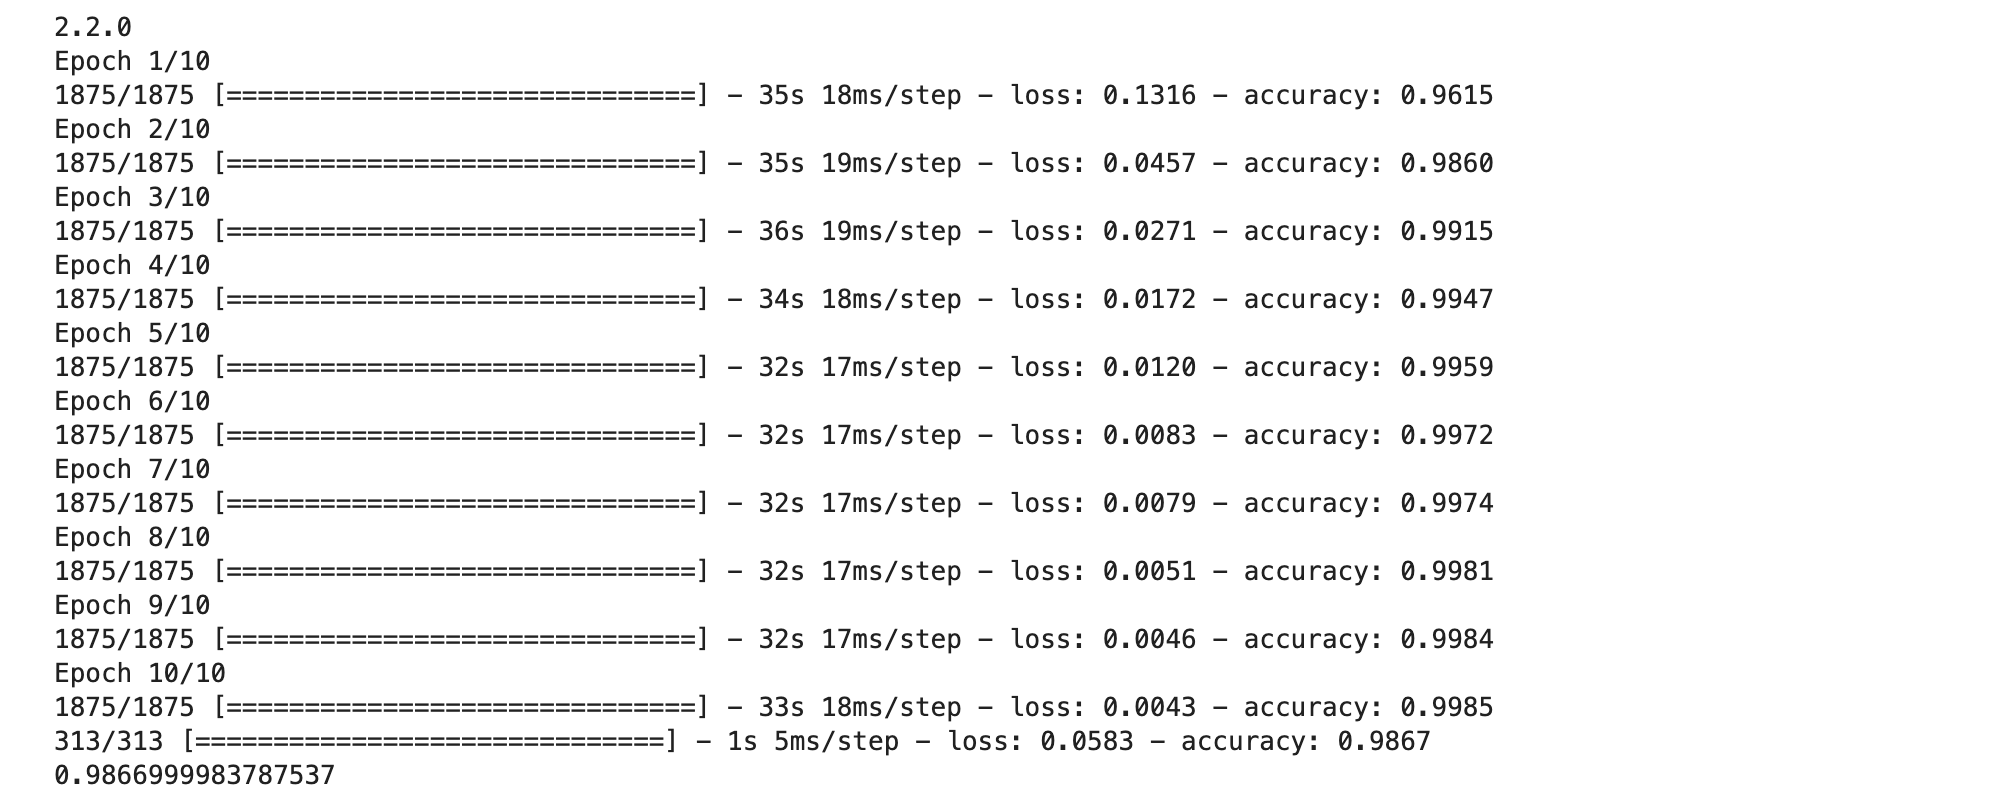 2.2.0
Epoch 1/10
1875/1875 [==============================] - 35s 18ms/step - loss: 0.1316 - accuracy: 0.9615
Epoch 2/10
1875/1875 [==============================] - 35s 19ms/step - loss: 0.0457 - accuracy: 0.9860
Epoch 3/10
1875/1875 [==============================] - 36s 19ms/step - loss: 0.0271 - accuracy: 0.9915
Epoch 4/10
1875/1875 [==============================] - 34s 18ms/step - loss: 0.0172 - accuracy: 0.9947
Epoch 5/10
1875/1875 [==============================] - 32s 17ms/step - loss: 0.0120 - accuracy: 0.9959
Epoch 6/10
1875/1875 [==============================] - 32s 17ms/step - loss: 0.0083 - accuracy: 0.9972
Epoch 7/10
1875/1875 [==============================] - 32s 17ms/step - loss: 0.0079 - accuracy: 0.9974
Epoch 8/10
1875/1875 [==============================] - 32s 17ms/step - loss: 0.0051 - accuracy: 0.9981
Epoch 9/10
1875/1875 [==============================] - 32s 17ms/step - loss: 0.0046 - accuracy: 0.9984
Epoch 10/10
1875/1875 [==============================] - 33s 18ms/step - loss: 0.0043 - accuracy: 0.9985
313/313 [==============================] - 1s 5ms/step - loss: 0.0583 - accuracy: 0.9867
0.9866999983787537